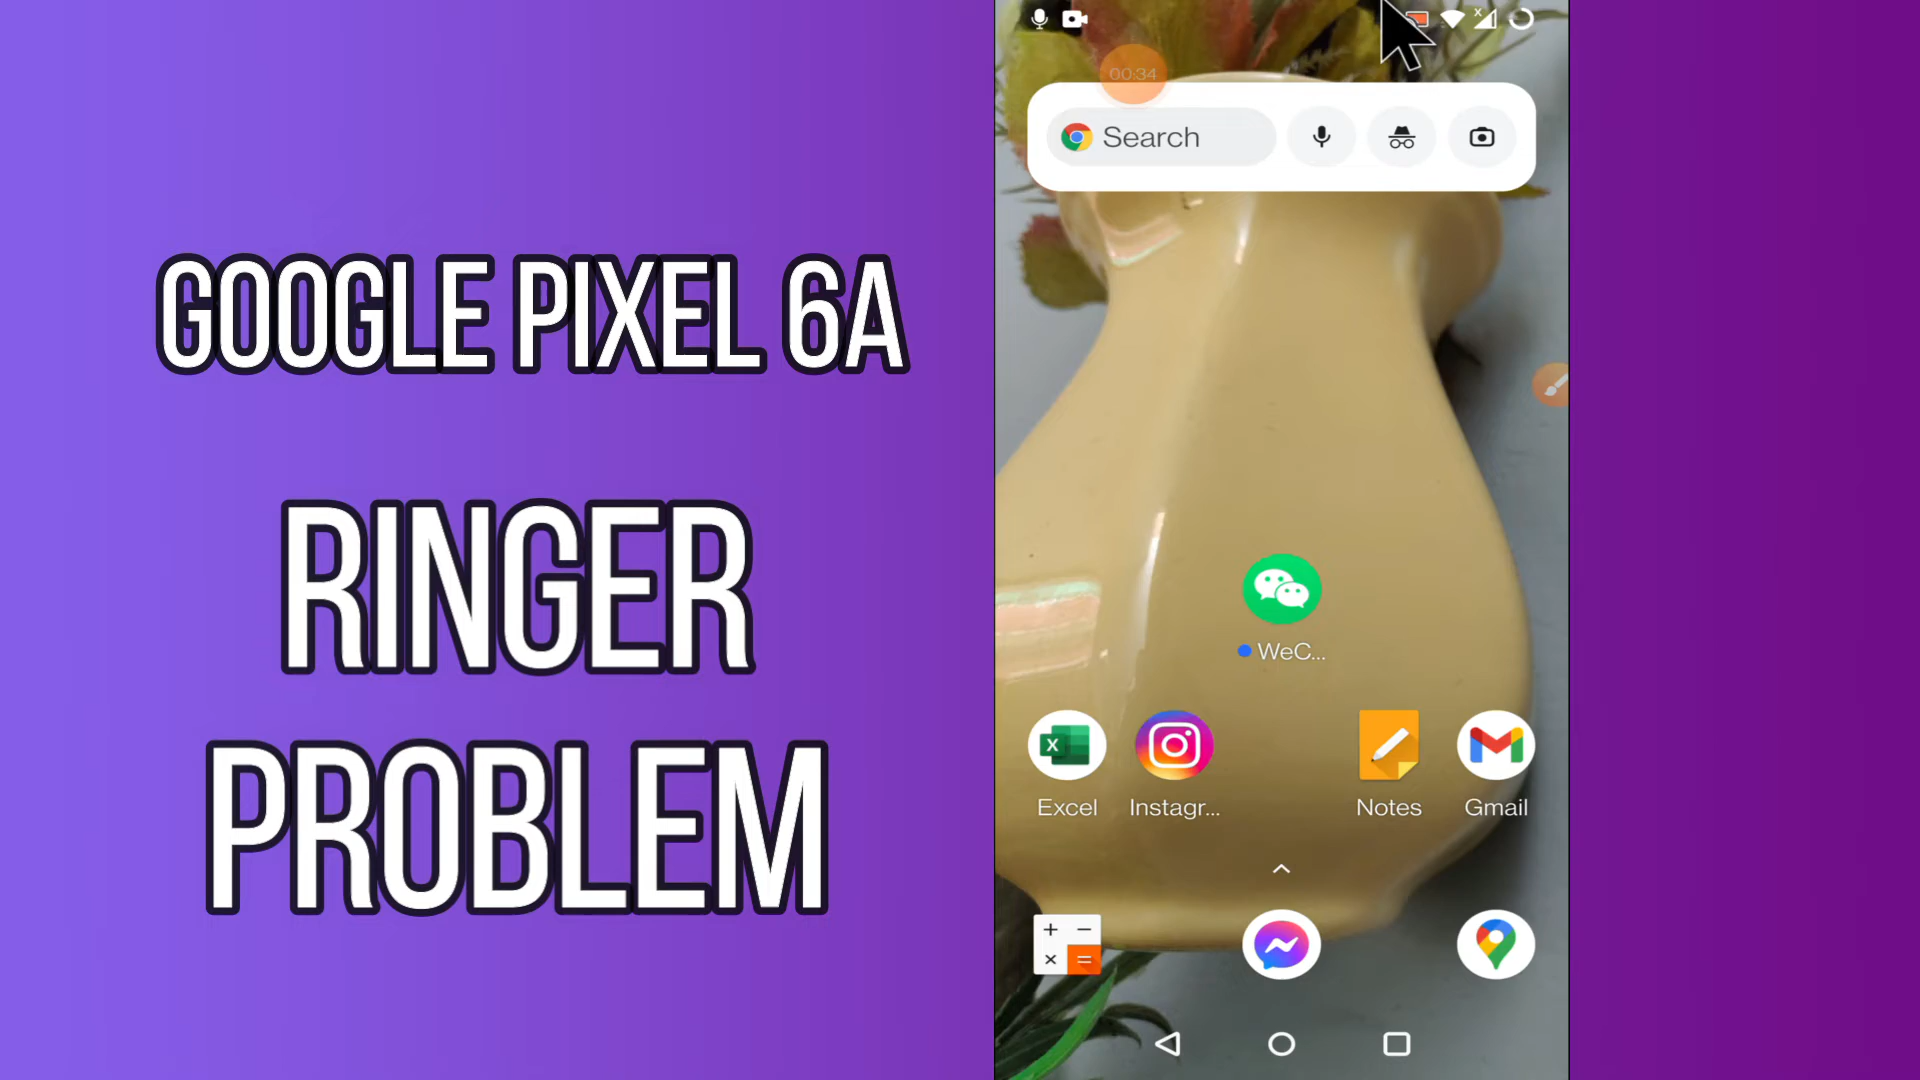 GOOGLE PIXEL 6A
RINGER
PROBLEM
00:34
Search
WeC...
Excel
Instagr...
Notes
Gmail